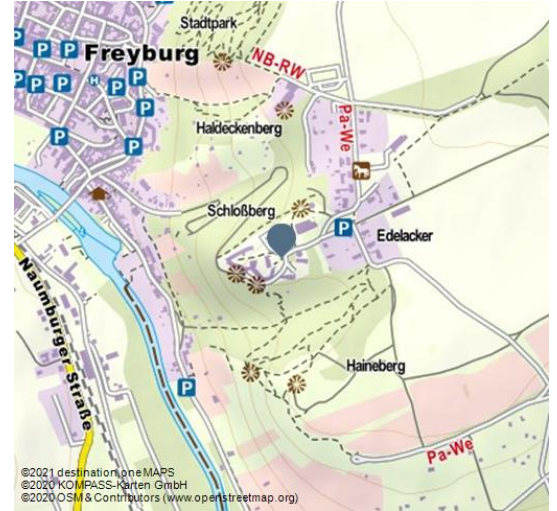 Stadtpark
Freyburg
NB-RW
P
P
P
P
P
P
P
P
H
P
P
P
P
Pa-We
Haldeckenberg
Schloßberg
P
Edelacker
Naumburger Straße
Haineberg
P
Pa-We
©2021 destination.one MAPS
©2020 KOMPASS-Karten GmbH
©2020 OSM & Contributors (www.openstreetmap.org)